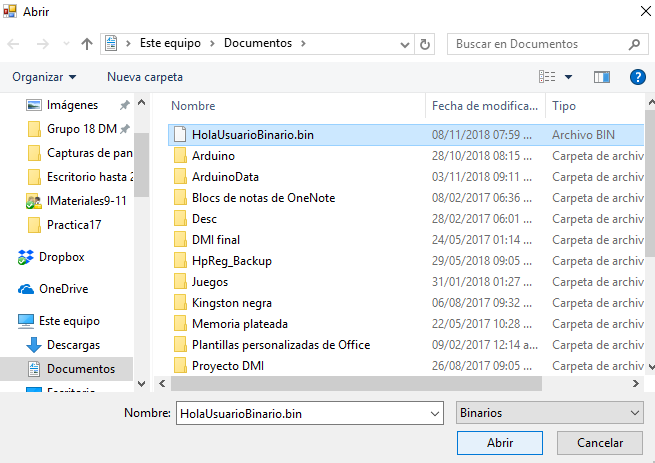 Abrir
Este equipo > Documentos >
Buscar en Documentos
Organizar
Nueva carpeta
Imágenes
Grupo 18 DM
Capturas de pan
Escritorio hasta 2
IMateriales9-11
Practica17
Dropbox
OneDrive
Este equipo
Descargas
Documentos
Escritorio
Nombre Fecha de modifica... Tipo
HolaUsuarioBinario.bin 08/11/2018 07:59 ... Archivo BIN
Arduino 28/10/2018 08:15 ... Carpeta de archiv
ArduinoData 03/11/2018 09:11 ... Carpeta de archiv
Blocs de notas de OneNote 08/02/2017 06:36 ... Carpeta de archiv
Desc 28/02/2017 06:01 ... Carpeta de archiv
DMI final 24/05/2017 01:14 ... Carpeta de archiv
HpReg_Backup 29/05/2018 09:05 ... Carpeta de archiv
Juegos 31/01/2018 01:27 ... Carpeta de archiv
Kingston negra 06/08/2017 09:32 ... Carpeta de archiv
Memoria plateada 22/05/2017 10:28 ... Carpeta de archiv
Plantillas personalizadas de Office 09/02/2017 12:14 a... Carpeta de archiv
Proyecto DMI 26/08/2017 09:05 ... Carpeta de archiv
Nombre: HolaUsuarioBinario.bin Binarios
Abrir Cancelar